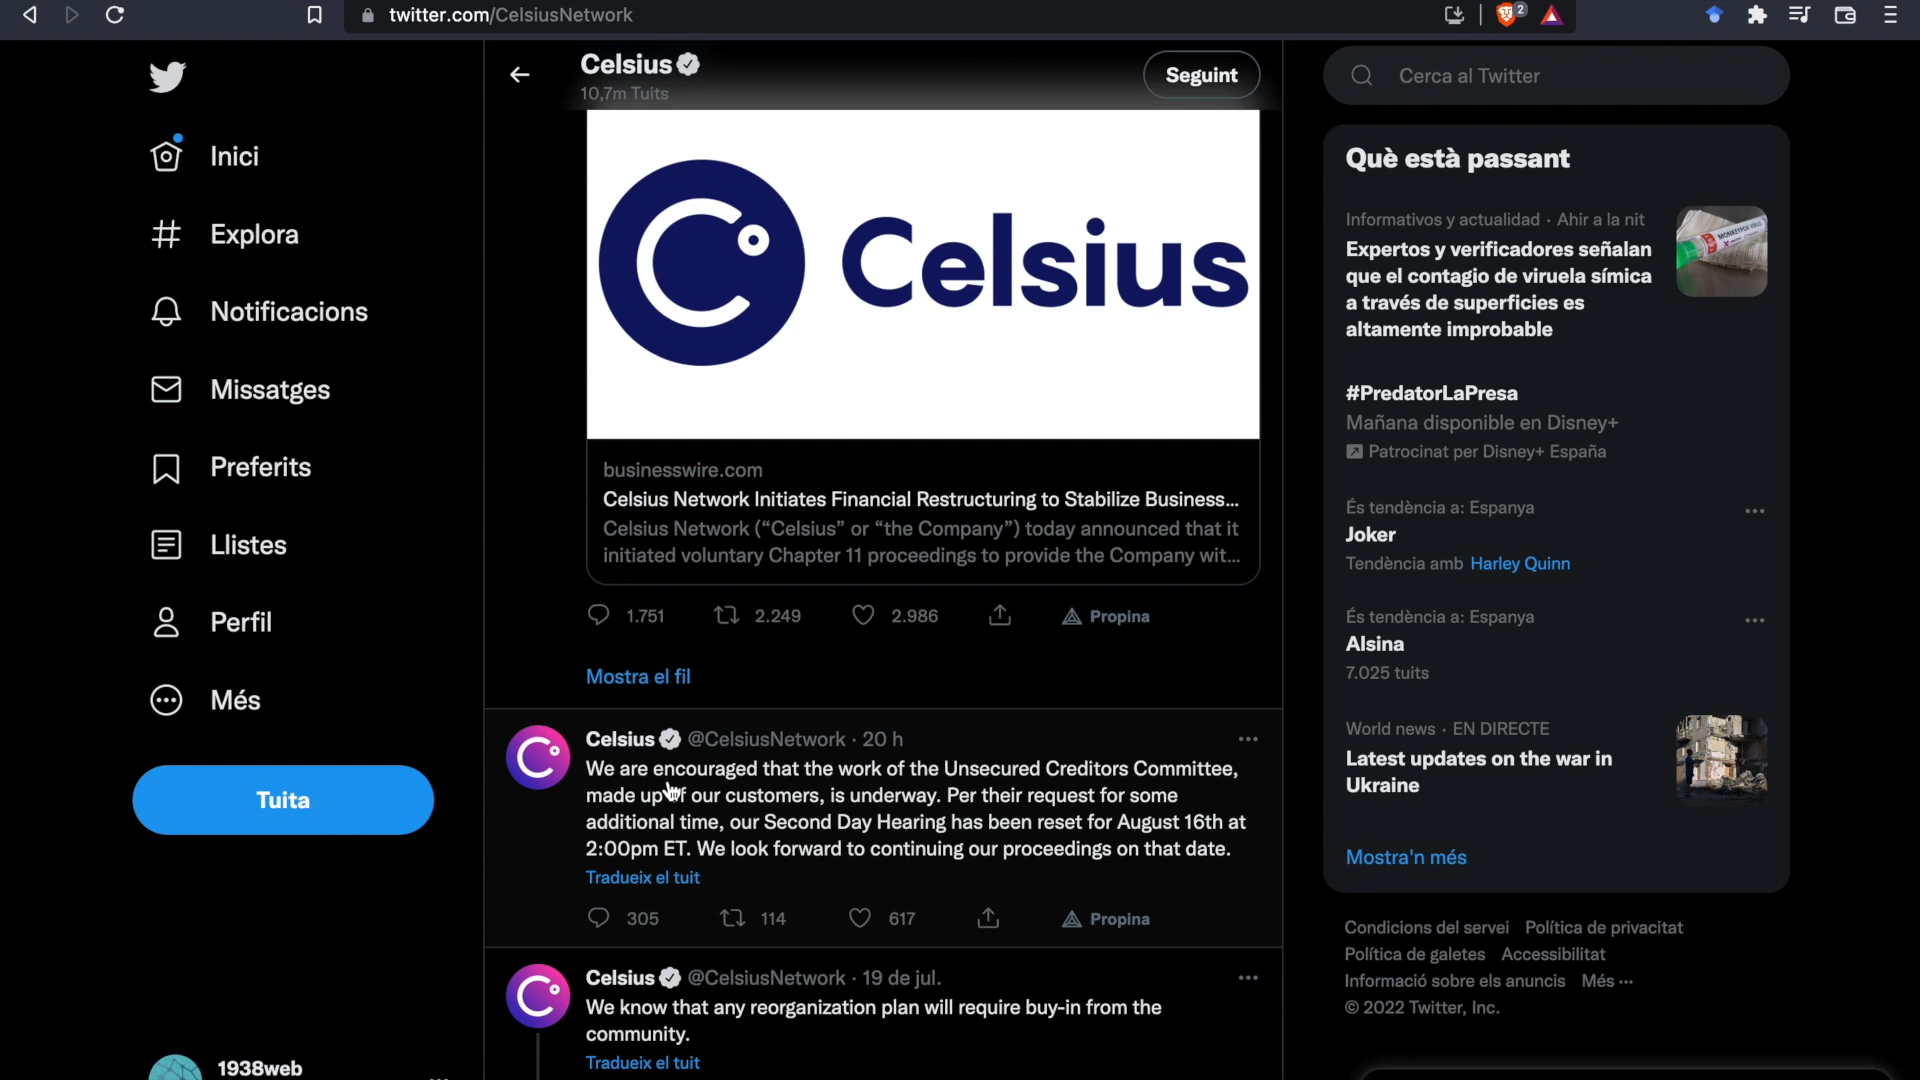 twitter.com/CelsiusNetwork
2
Inici
Explora
Notificacions
Missatges
Preferits
Llistes
Perfil
Més
Tuita
1938web
Celsius
10,7m Tuits
Seguint
Celsius
businesswire.com
Celsius Network Initiates Financial Restructuring to Stabilize Business...
Celsius Network (“Celsius” or “the Company”) today announced that it
initiated voluntary Chapter 11 proceedings to provide the Company wit...
1.751 2.249 2.986 Propina
Mostra el fil
Celsius @CelsiusNetwork · 20 h
We are encouraged that the work of the Unsecured Creditors Committee,
made up of our customers, is underway. Per their request for some
additional time, our Second Day Hearing has been reset for August 16th at
2:00pm ET. We look forward to continuing our proceedings on that date.
Tradueix el tuit
305 114 617 Propina
Celsius @CelsiusNetwork · 19 de jul.
We know that any reorganization plan will require buy-in from the
community.
Tradueix el tuit
Cerca al Twitter
Què està passant
Informativos y actualidad · Ahir a la nit
Expertos y verificadores señalan
que el contagio de viruela símica
a través de superficies es
altamente improbable
MONKEYPOX VIRUS
#PredatorLaPresa
Mañana disponible en Disney+
Patrocinat per Disney+ España
És tendència a: Espanya
Joker
Tendència amb Harley Quinn
És tendència a: Espanya
Alsina
7.025 tuits
World news · EN DIRECTE
Latest updates on the war in
Ukraine
Mostra'n més
Condicions del servei Política de privacitat
Política de galetes Accessibilitat
Informació sobre els anuncis Més ···
© 2022 Twitter, Inc.